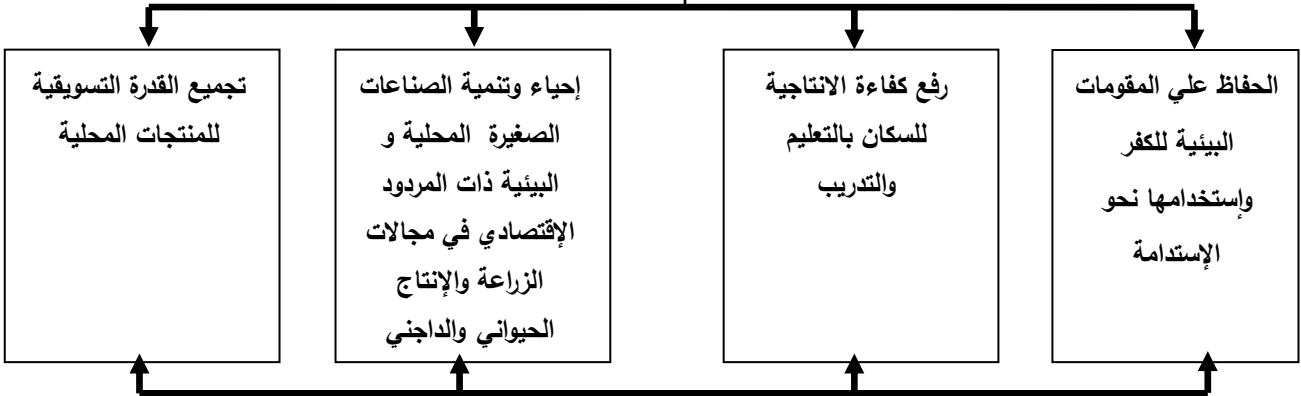 الحفاظ علي المقومات
البيئية للكفر
وإستخدامها نحو
الإستدامة
رفع كفاءة الانتاجية
للسكان بالتعليم
والتدريب
إحياء وتنمية الصناعات
الصغيرة المحلية و
البيئية ذات المردود
الإقتصادي في مجالات
الزراعة والإنتاج
الحيواني والداجني
تجميع القدرة التسويقية
للمنتجات المحلية